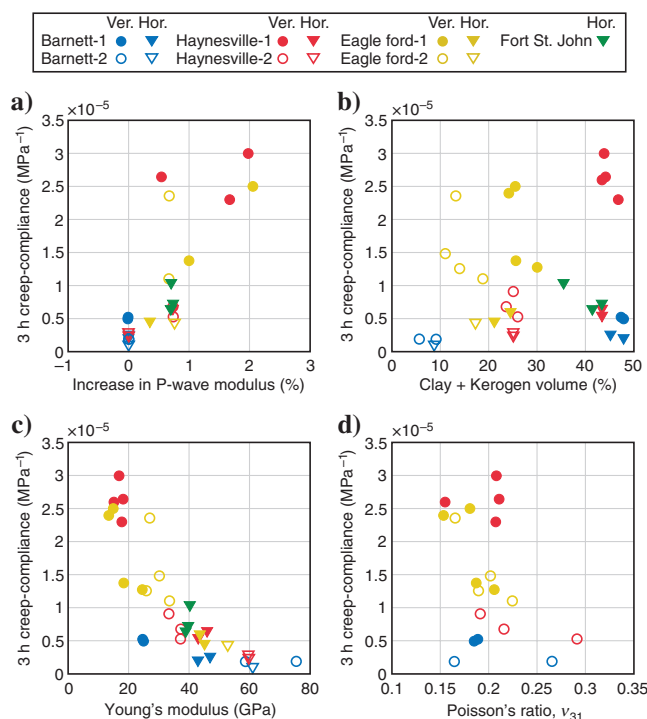 Ver. Hor. Ver. Hor. Ver. Hor. Hor.
Barnett-1 Haynesville-1 Eagle ford-1 Fort St. John
Barnett-2 Haynesville-2 Eagle ford-2
a)
×10⁻⁵
3.5
3
2.5
2
1.5
1
0.5
0
3 h creep-compliance (MPa⁻¹)
−1 0 1 2 3
Increase in P-wave modulus (%)
b)
×10⁻⁵
3.5
3
2.5
2
1.5
1
0.5
0
3 h creep-compliance (MPa⁻¹)
0 10 20 30 40 50
Clay + Kerogen volume (%)
c)
×10⁻⁵
3.5
3
2.5
2
1.5
1
0.5
0
3 h creep-compliance (MPa⁻¹)
0 20 40 60 80
Young's modulus (GPa)
d)
×10⁻⁵
3.5
3
2.5
2
1.5
1
0.5
0
3 h creep-compliance (MPa⁻¹)
0.1 0.15 0.2 0.25 0.3 0.35
Poisson's ratio, ν₃₁